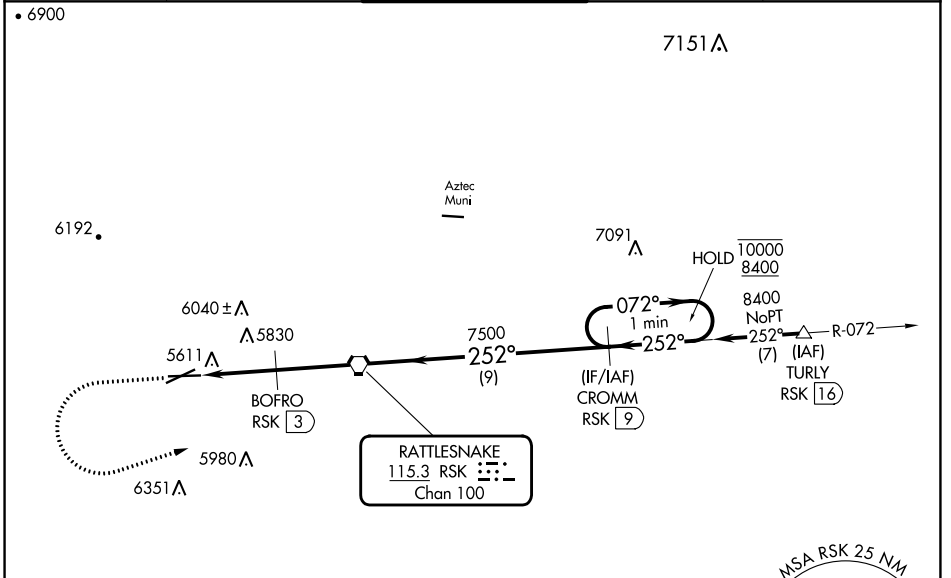 6900
7151
Aztec
Muni
6192
7091
HOLD
10000
8400
6040 ±
072°
1 min
8400
NoPT
5830
7500
252°
252°
252°
R-072
5611
(9)
(7)
(IAF)
TURLY
RSK 16
(IF/IAF)
CROMM
RSK 9
BOFRO
RSK 3
RATTLESNAKE
115.3 RSK
Chan 100
5980
6351
MSA RSK 25 NM